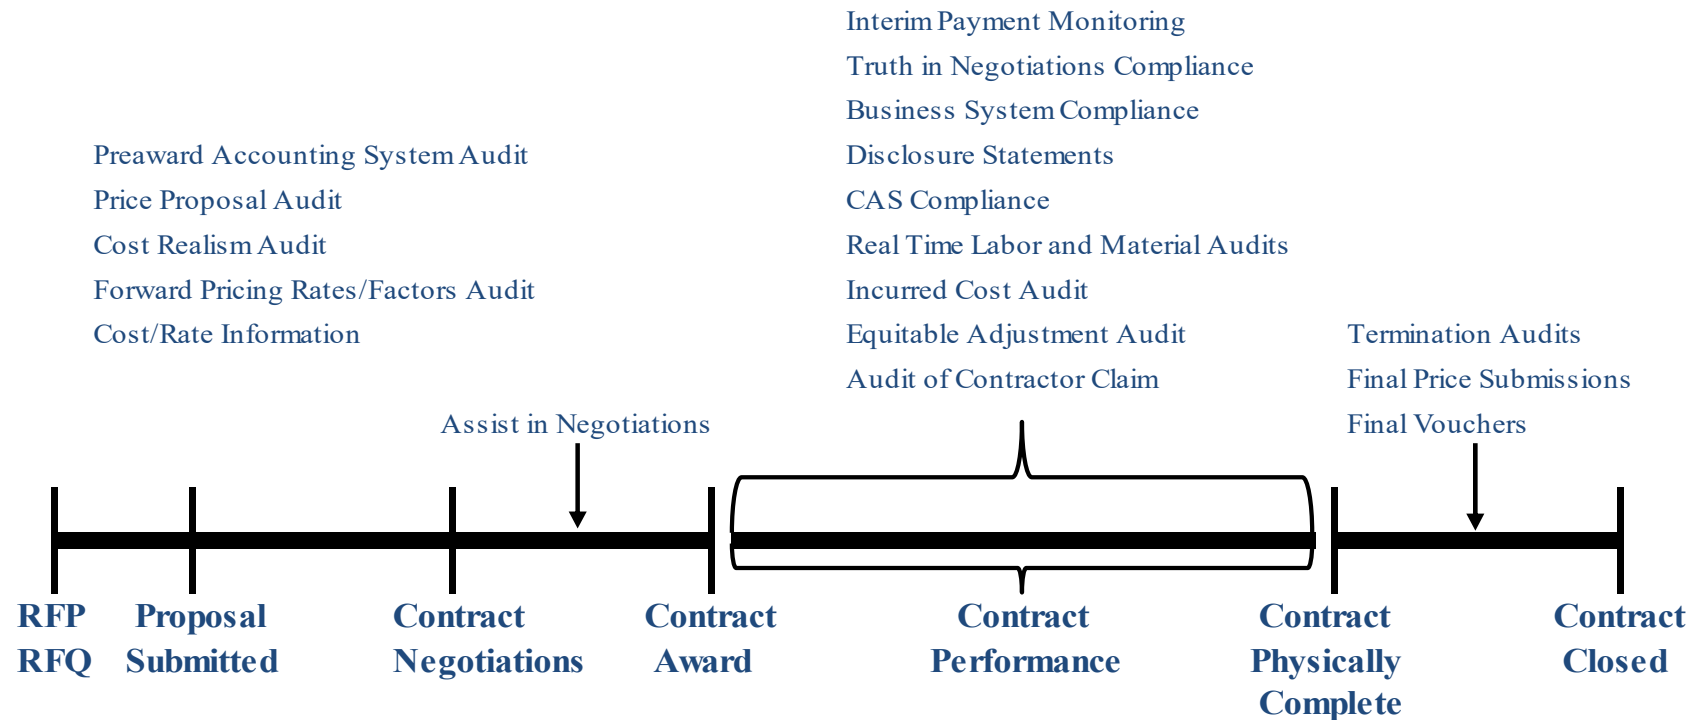 Preaward Accounting System Audit
Price Proposal Audit
Cost Realism Audit
Forward Pricing Rates/Factors Audit
Cost/Rate Information
Assist in Negotiations
Interim Payment Monitoring
Truth in Negotiations Compliance
Business System Compliance
Disclosure Statements
CAS Compliance
Real Time Labor and Material Audits
Incurred Cost Audit
Equitable Adjustment Audit
Audit of Contractor Claim
Termination Audits
Final Price Submissions
Final Vouchers
RFP
RFQ
Proposal
Submitted
Contract
Negotiations
Contract
Award
Contract
Performance
Contract
Physically
Complete
Contract
Closed